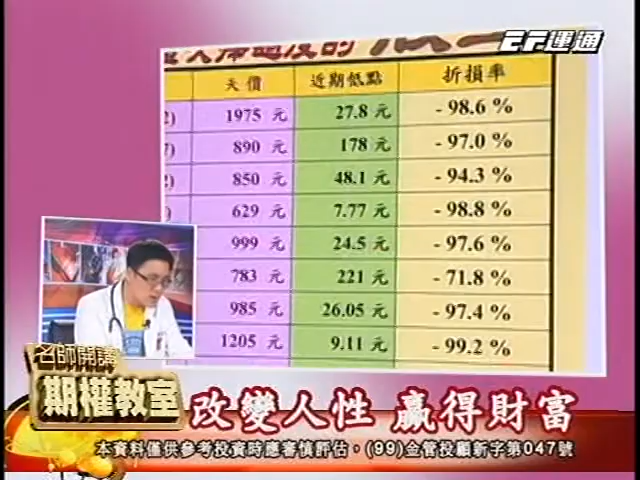 EF運通
天價 近期低點 折損率
2) 1975 元 27.8 元 - 98.6 %
7) 890 元 178 元 - 97.0 %
2) 850 元 48.1 元 - 94.3 %
) 629 元 7.77 元 - 98.8 %
999 元 24.5 元 - 97.6 %
783 元 221 元 - 71.8 %
985 元 26.05 元 - 97.4 %
1205 元 9.11 元 - 99.2 %
名師開講
期權教室
改變人性 贏得財富
本資料僅供參考投資時應審慎評估，(99)金管投顧新字第047號